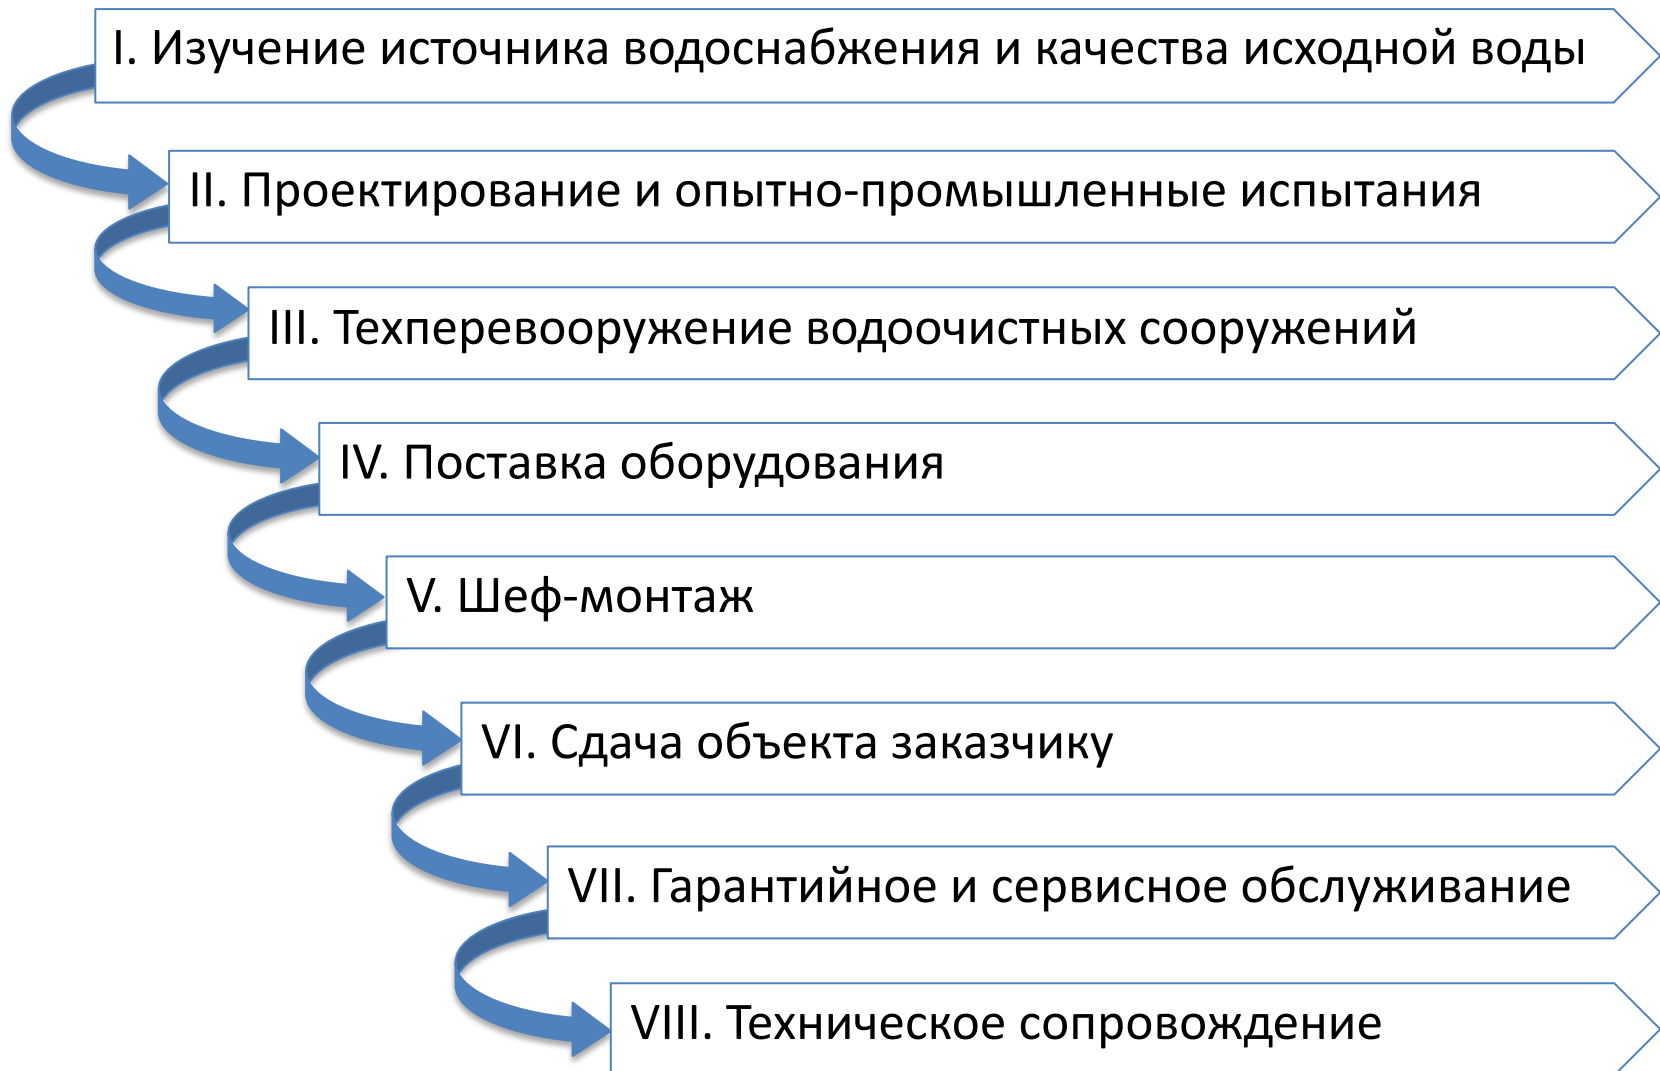 I. Изучение источника водоснабжения и качества исходной воды
II. Проектирование и опытно-промышленные испытания
III. Техперевооружение водоочистных сооружений
IV. Поставка оборудования
V. Шеф-монтаж
VI. Сдача объекта заказчику
VII. Гарантийное и сервисное обслуживание
VIII. Техническое сопровождение